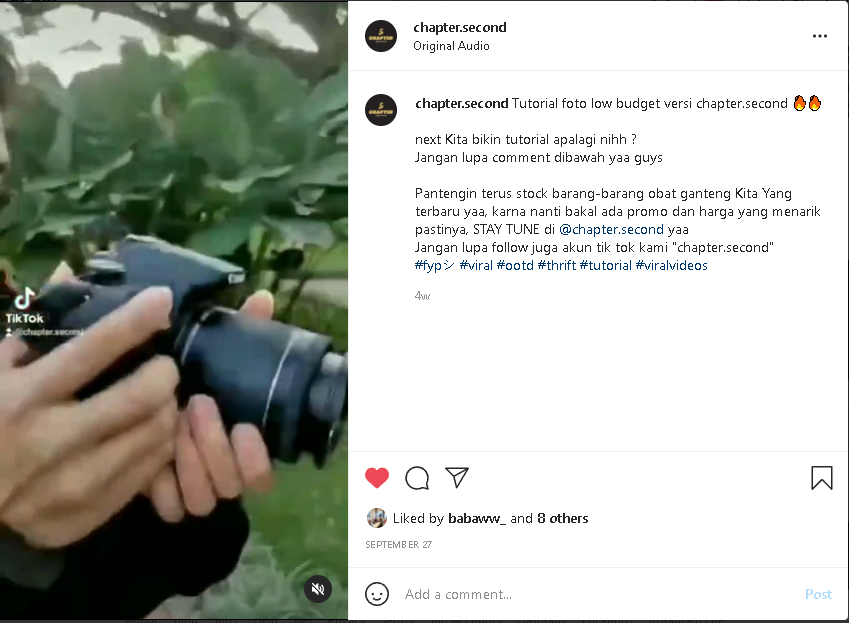 TikTok
@chapter.second
chapter.second
Original Audio
chapter.second Tutorial foto low budget versi chapter.second 🔥🔥
next Kita bikin tutorial apalagi nihh ?
Jangan lupa comment dibawah yaa guys
Pantengin terus stock barang-barang obat ganteng Kita Yang
terbaru yaa, karna nanti bakal ada promo dan harga yang menarik
pastinya, STAY TUNE di @chapter.second yaa
Jangan lupa follow juga akun tik tok kami "chapter.second"
#fypシ #viral #ootd #thrift #tutorial #viralvideos
4w
Liked by babaww_ and 8 others
SEPTEMBER 27
Add a comment...
Post